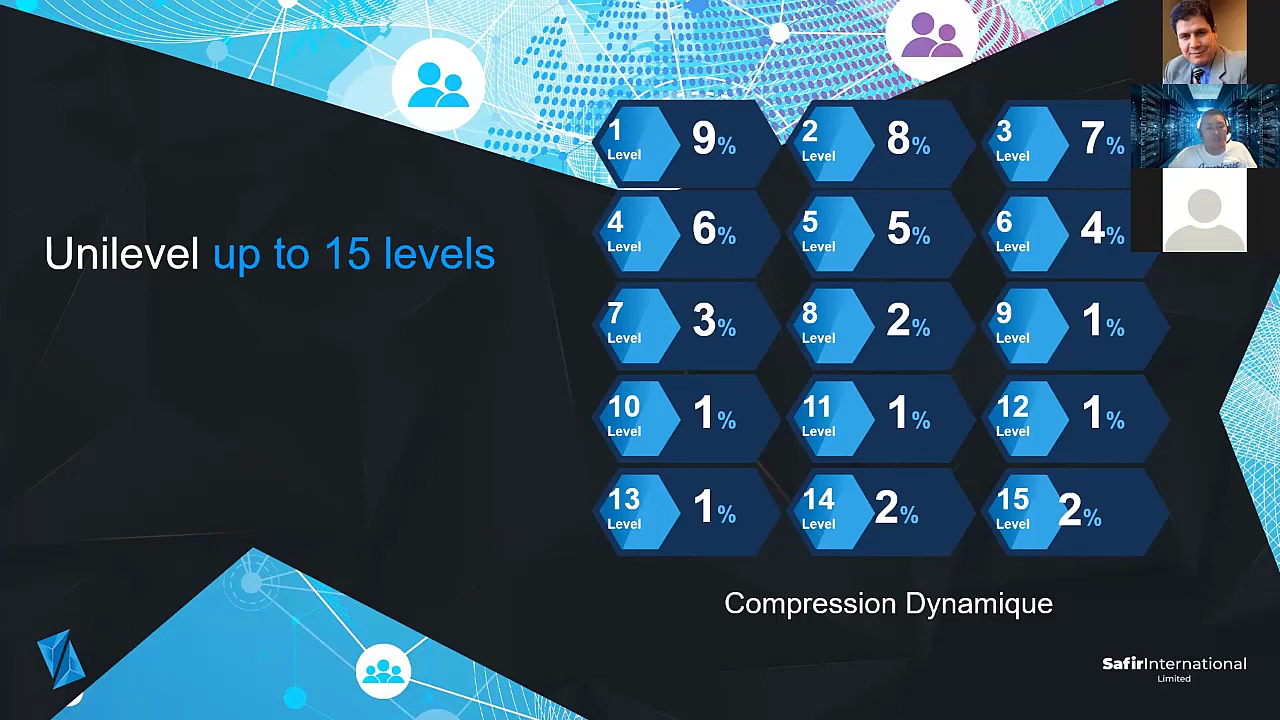 Unilevel up to 15 levels
1 Level 9%
2 Level 8%
3 Level 7%
4 Level 6%
5 Level 5%
6 Level 4%
7 Level 3%
8 Level 2%
9 Level 1%
10 Level 1%
11 Level 1%
12 Level 1%
13 Level 1%
14 Level 2%
15 Level 2%
Compression Dynamique
SafirInternational
Limited